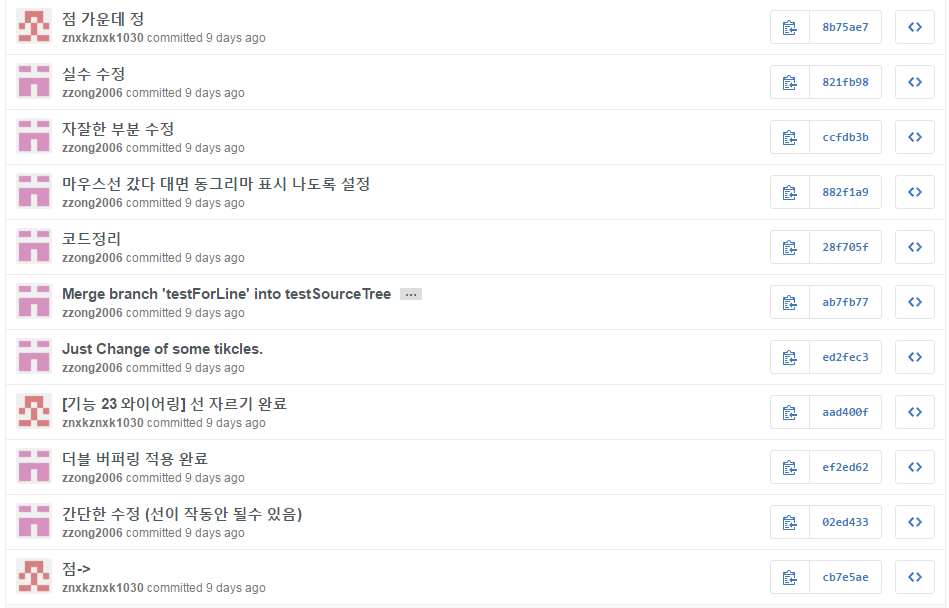 점 가운데 정
znxkznxk1030 committed 9 days ago
8b75ae7
실수 수정
zzong2006 committed 9 days ago
821fb98
자잘한 부분 수정
zzong2006 committed 9 days ago
ccfdb3b
마우스선 갔다 대면 동그리마 표시 나도록 설정
zzong2006 committed 9 days ago
882f1a9
코드정리
zzong2006 committed 9 days ago
28f705f
Merge branch 'testForLine' into testSourceTree ...
zzong2006 committed 9 days ago
ab7fb77
Just Change of some tikcles.
zzong2006 committed 9 days ago
ed2fec3
[기능 23 와이어링] 선 자르기 완료
znxkznxk1030 committed 9 days ago
aad400f
더블 버퍼링 적용 완료
zzong2006 committed 9 days ago
ef2ed62
간단한 수정 (선이 작동안 될수 있음)
zzong2006 committed 9 days ago
02ed433
점->
znxkznxk1030 committed 9 days ago
cb7e5ae